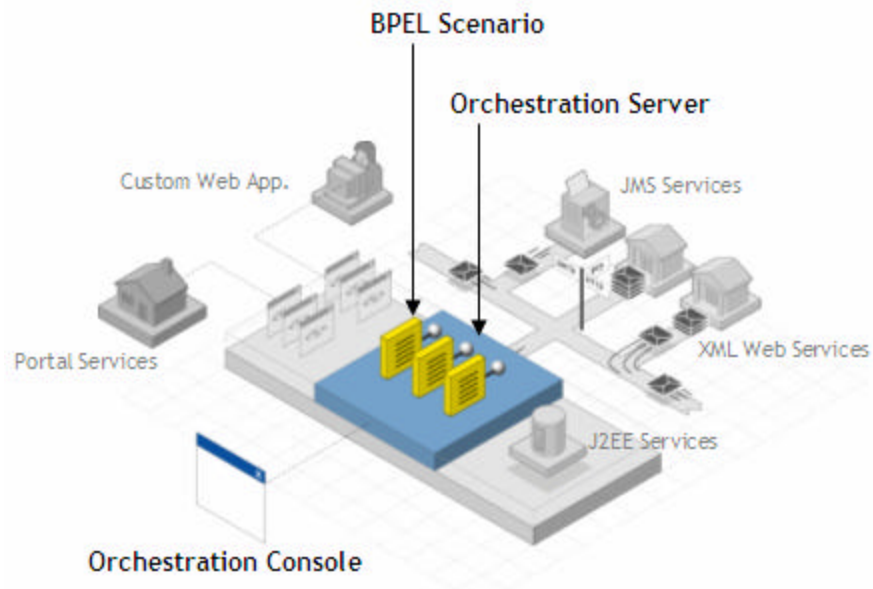 BPEL Scenario
Orchestration Server
Custom Web App.
JMS Services
Portal Services
XML Web Services
J2EE Services
Orchestration Console